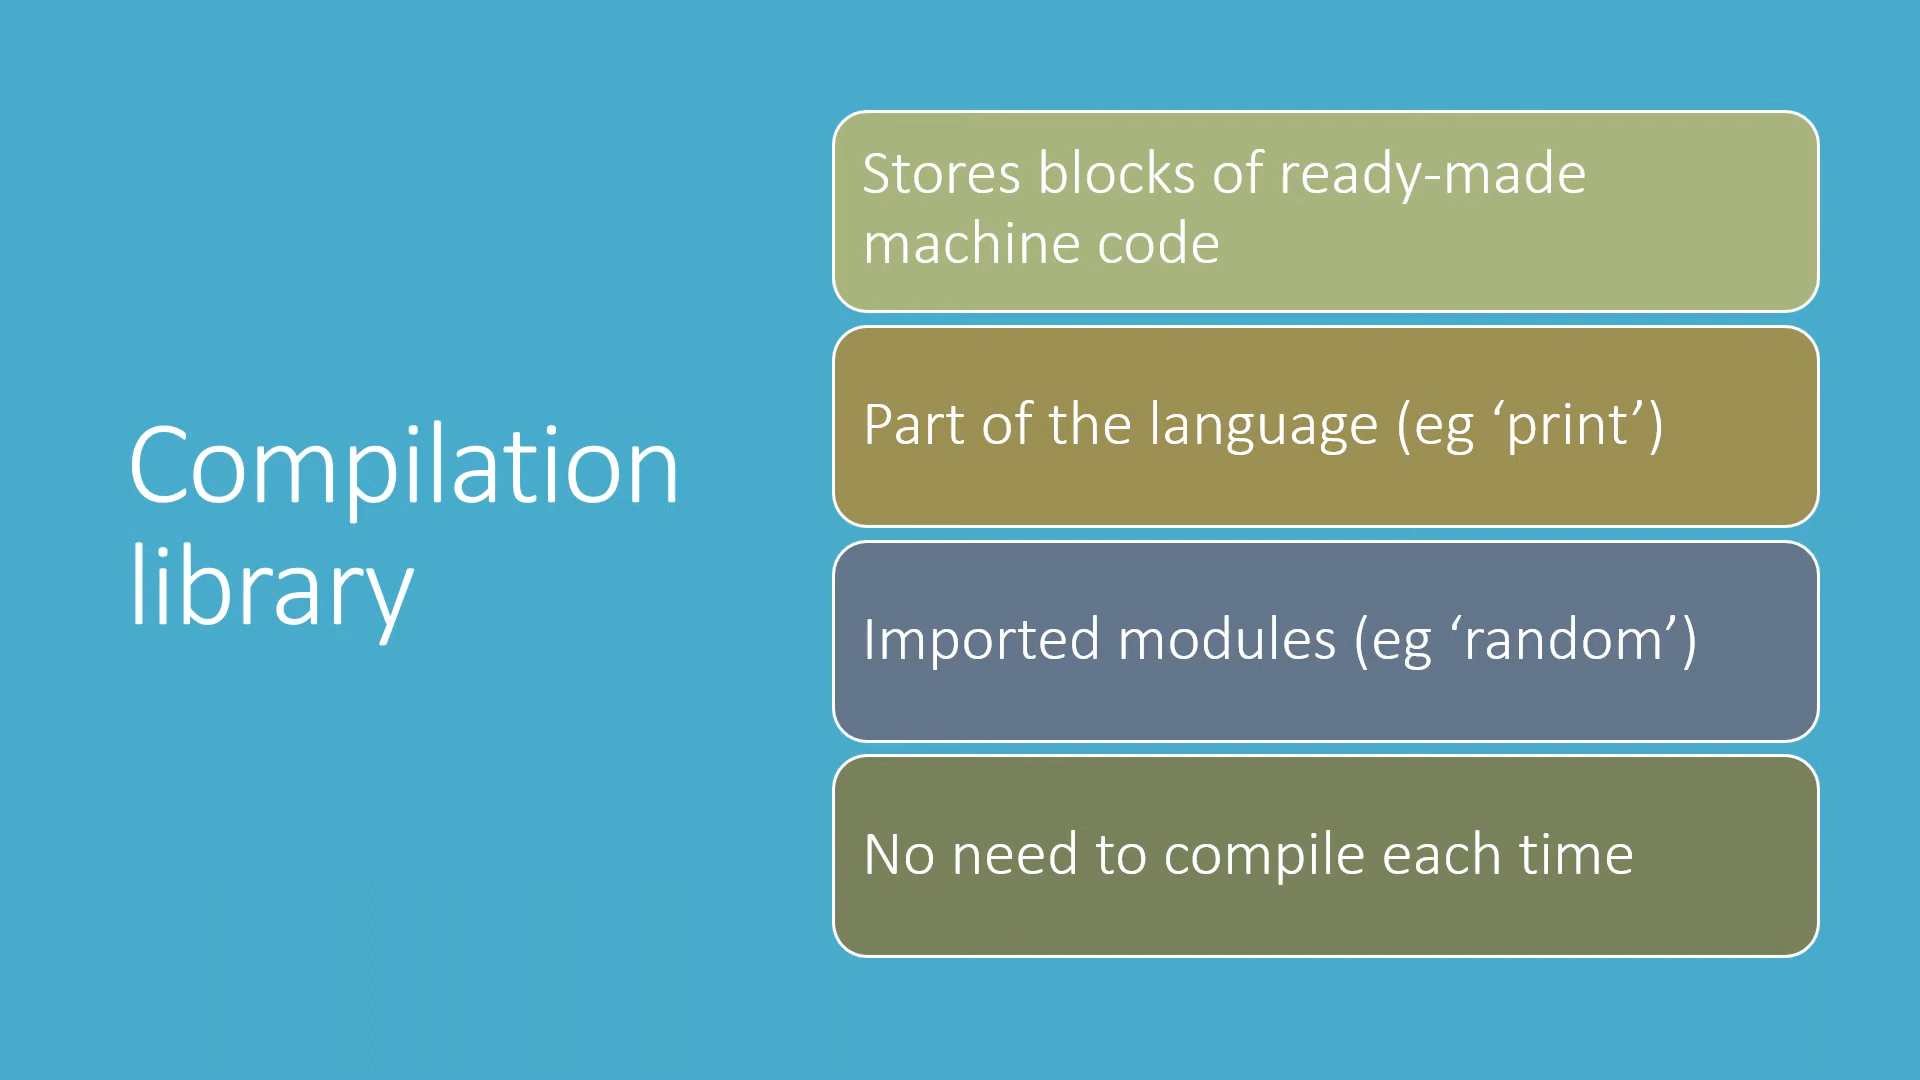 Compilation
library
Stores blocks of ready-made
machine code
Part of the language (eg ‘print’)
Imported modules (eg ‘random’)
No need to compile each time